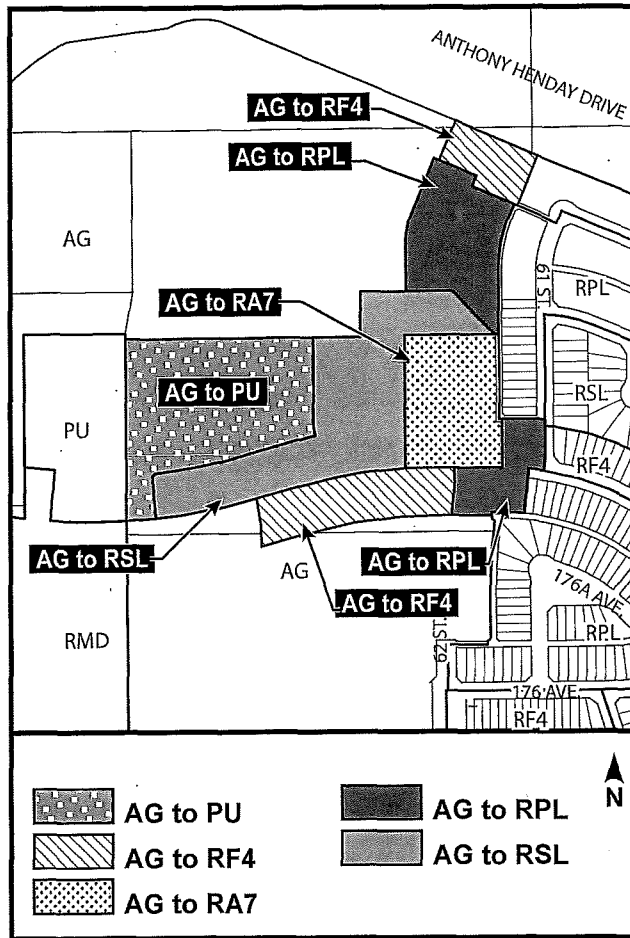 ANTHONY HENDAY DRIVE
AG to RF4
AG to RPL
AG
61 ST.
RPL
AG to RA7
AG to PU
RSL
PU
RF4
AG to RSL
AG to RPL
AG
AG to RF4
176A AVE.
RMD
62 ST.
RPL
176 AVE
RF4
N
AG to PU
AG to RPL
AG to RF4
AG to RSL
AG to RA7